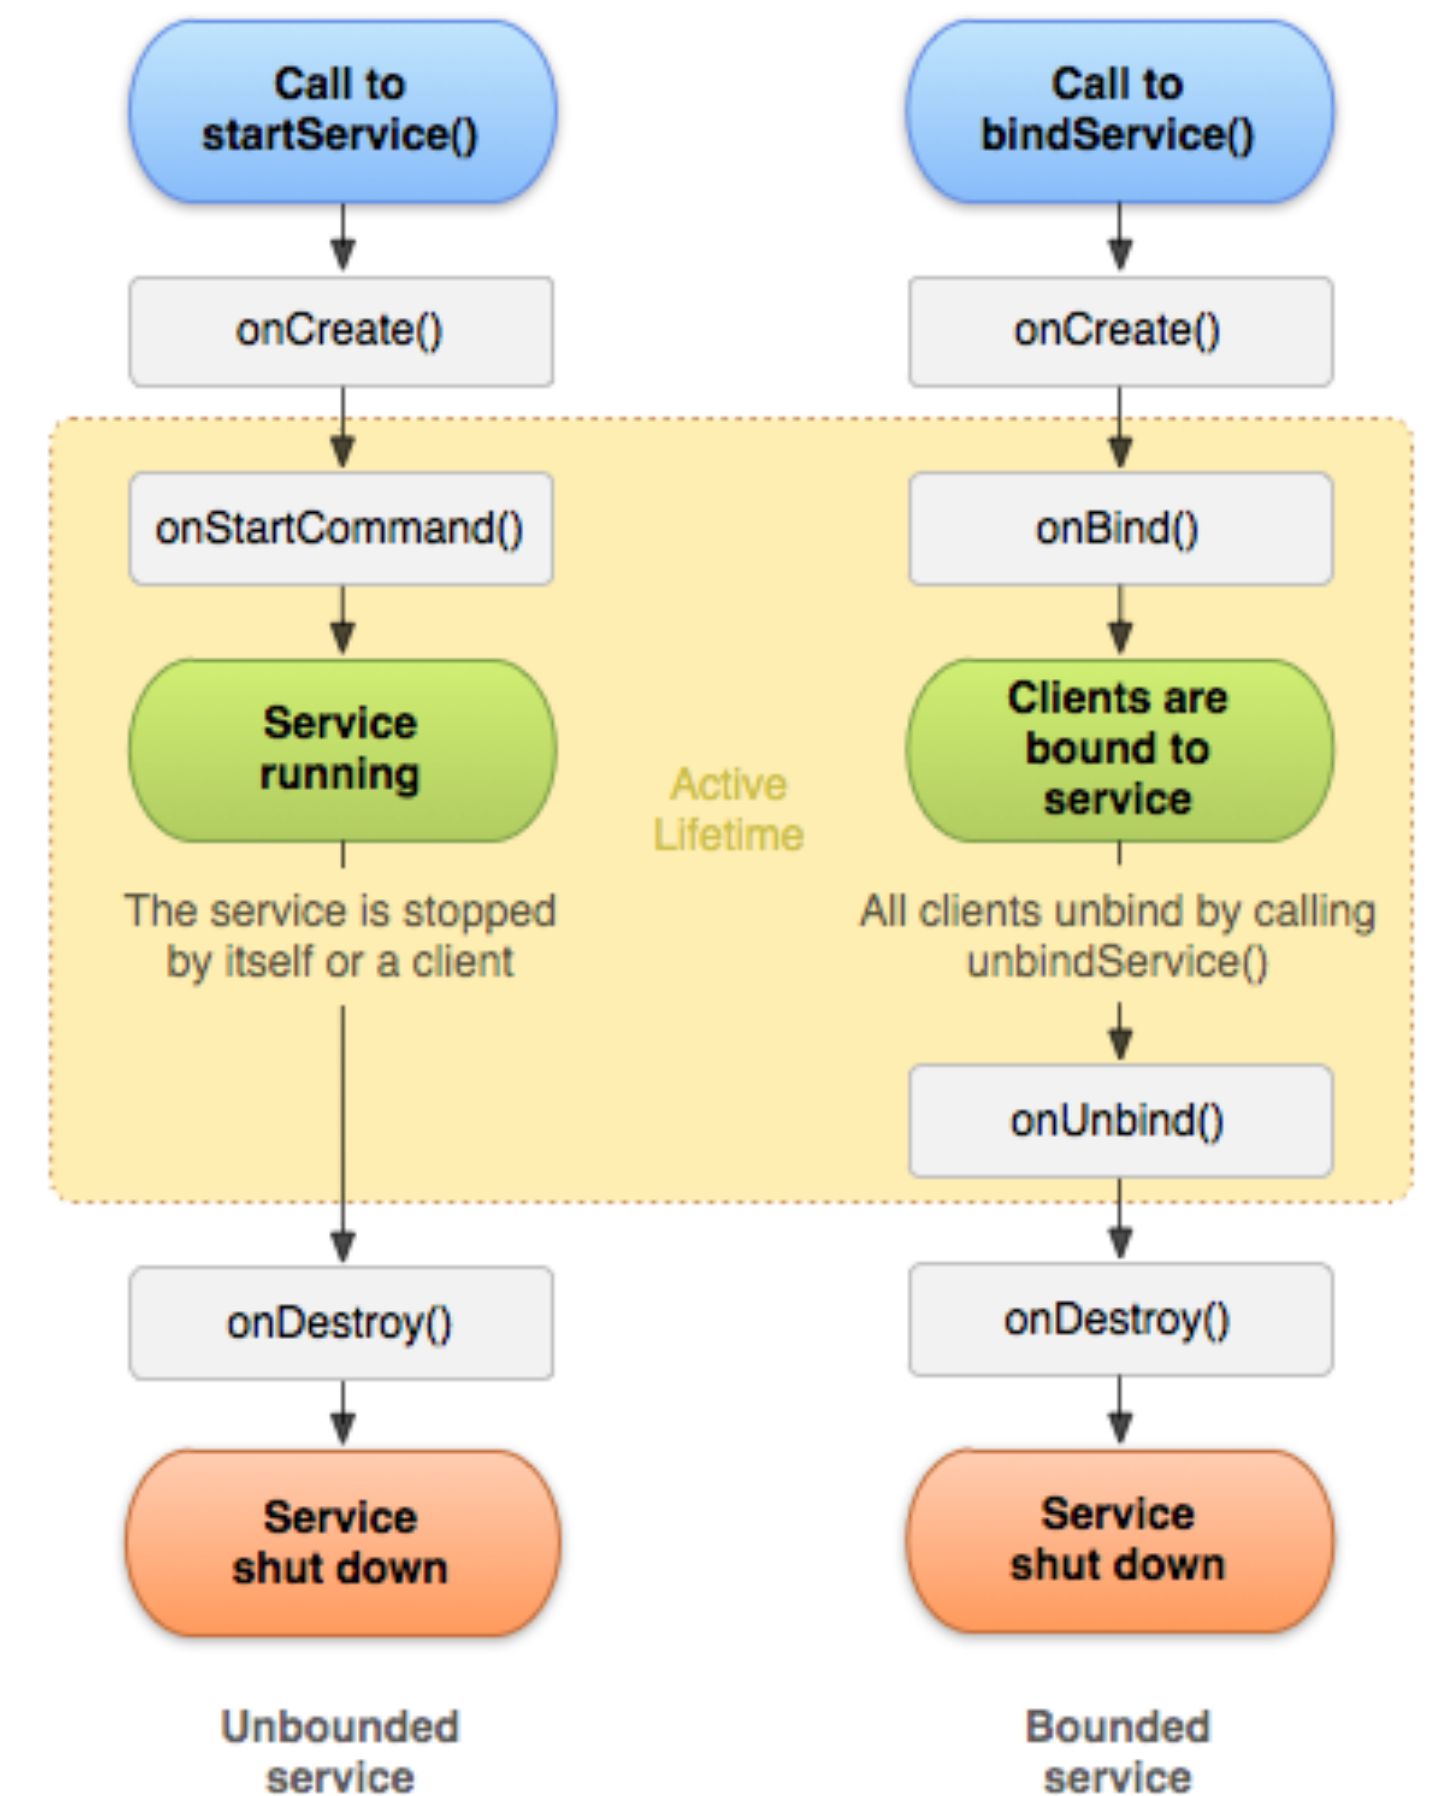 Call to
startService()
onCreate()
onStartCommand()
Service
running
The service is stopped
by itself or a client
onDestroy()
Service
shut down
Unbounded
service
Active
Lifetime
Call to
bindService()
onCreate()
onBind()
Clients are
bound to
service
All clients unbind by calling
unbindService()
onUnbind()
onDestroy()
Service
shut down
Bounded
service